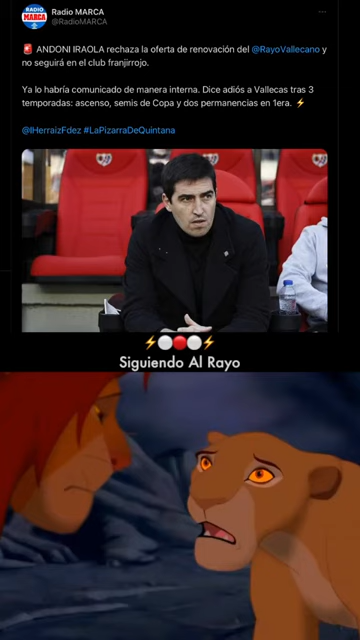 Radio MARCA
@RadioMARCA
RADIO
MARCA
🚨 ANDONI IRAOLA rechaza la oferta de renovación del @RayoVallecano y
no seguirá en el club franjirrojo.
Ya lo habría comunicado de manera interna. Dice adiós a Vallecas tras 3
temporadas: ascenso, semis de Copa y dos permanencias en 1era. ⚡
@IHerraizFdez #LaPizarraDeQuintana
⚡⚪🔴⚪⚡
Siguiendo Al Rayo